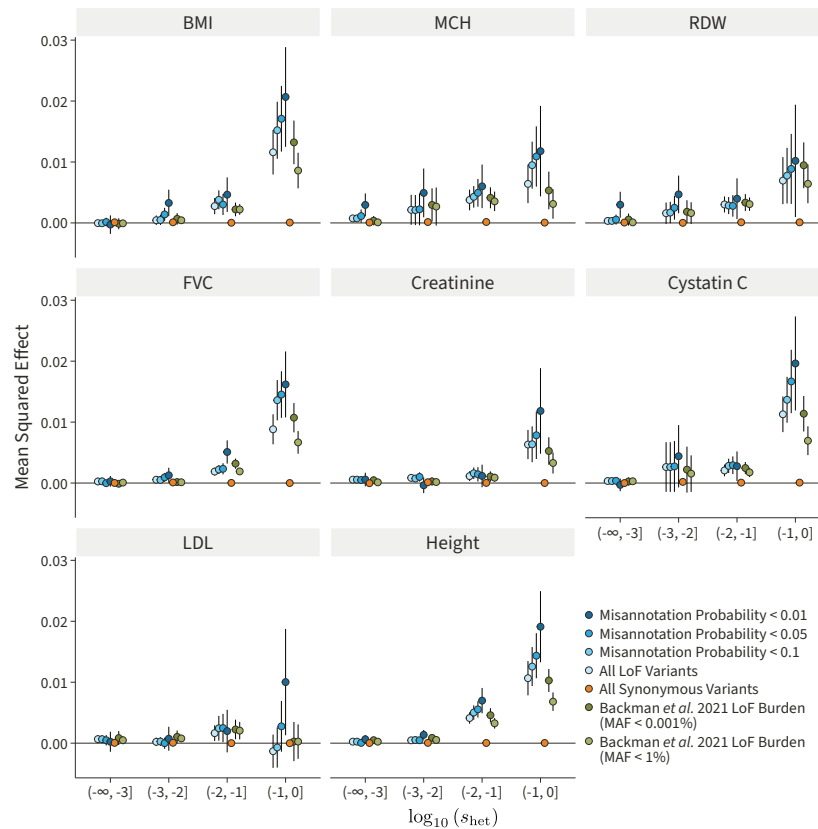 BMI
MCH
RDW
0.03
0.02
0.01
0.00
FVC
Creatinine
Cystatin C
0.03
0.02
0.01
0.00
Mean Squared Effect
(-∞, -3] (-3, -2] (-2, -1] (-1, 0]
LDL
Height
0.03
0.02
0.01
0.00
Misannotation Probability < 0.01
Misannotation Probability < 0.05
Misannotation Probability < 0.1
All LoF Variants
All Synonymous Variants
Backman et al. 2021 LoF Burden
(MAF < 0.001%)
Backman et al. 2021 LoF Burden
(MAF < 1%)
(-∞, -3] (-3, -2] (-2, -1] (-1, 0]
(-∞, -3] (-3, -2] (-2, -1] (-1, 0]
log10 (shet)